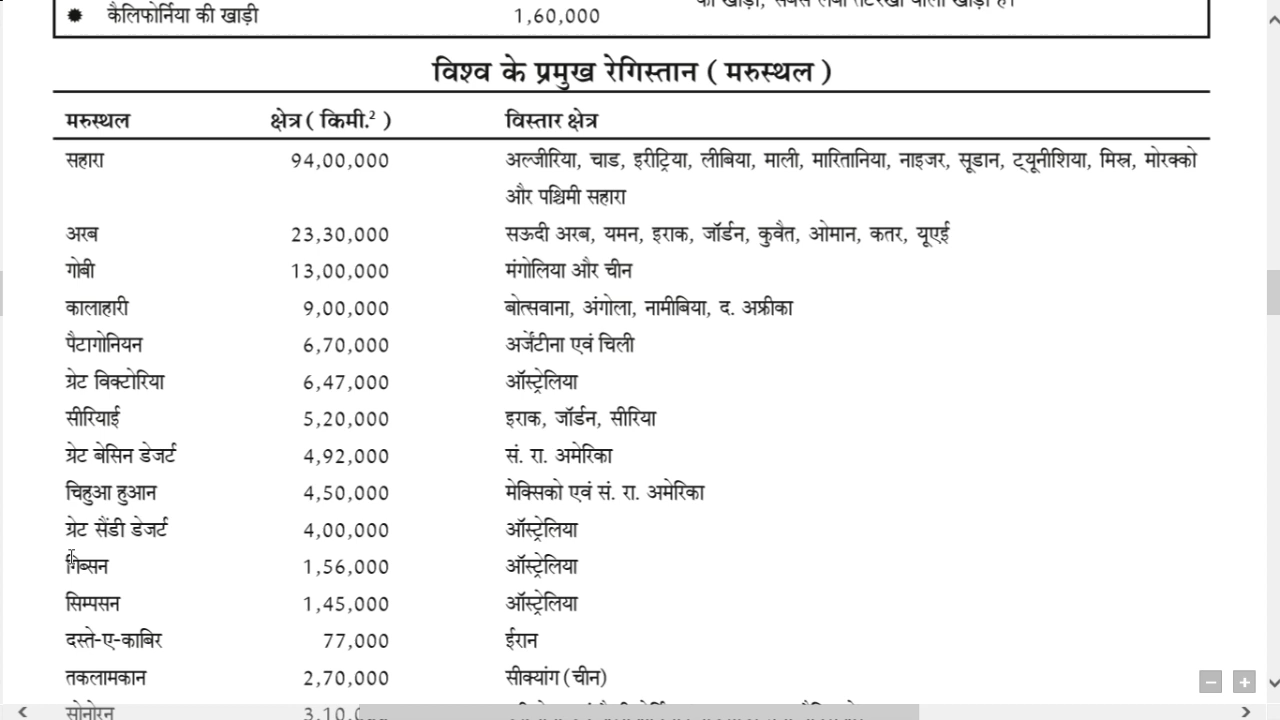 ✸ कैलिफोर्निया की खाड़ी 1,60,000
विश्व के प्रमुख रेगिस्तान ( मरुस्थल )
मरुस्थल क्षेत्र ( किमी.² ) विस्तार क्षेत्र
सहारा 94,00,000 अल्जीरिया, चाड, इरीट्रिया, लीबिया, माली, मारितानिया, नाइजर, सूडान, ट्यूनीशिया, मिस्र, मोरक्को
और पश्चिमी सहारा
अरब 23,30,000 सऊदी अरब, यमन, इराक, जॉर्डन, कुवैत, ओमान, कतर, यूएई
गोबी 13,00,000 मंगोलिया और चीन
कालाहारी 9,00,000 बोत्सवाना, अंगोला, नामीबिया, द. अफ्रीका
पैटागोनियन 6,70,000 अर्जेंटीना एवं चिली
ग्रेट विक्टोरिया 6,47,000 ऑस्ट्रेलिया
सीरियाई 5,20,000 इराक, जॉर्डन, सीरिया
ग्रेट बेसिन डेजर्ट 4,92,000 सं. रा. अमेरिका
चिहुआ हुआन 4,50,000 मेक्सिको एवं सं. रा. अमेरिका
ग्रेट सैंडी डेजर्ट 4,00,000 ऑस्ट्रेलिया
गिब्सन 1,56,000 ऑस्ट्रेलिया
सिम्पसन 1,45,000 ऑस्ट्रेलिया
दस्ते-ए-काबिर 77,000 ईरान
तकलामकान 2,70,000 सीक्यांग (चीन)
सोनोरन 3,10,